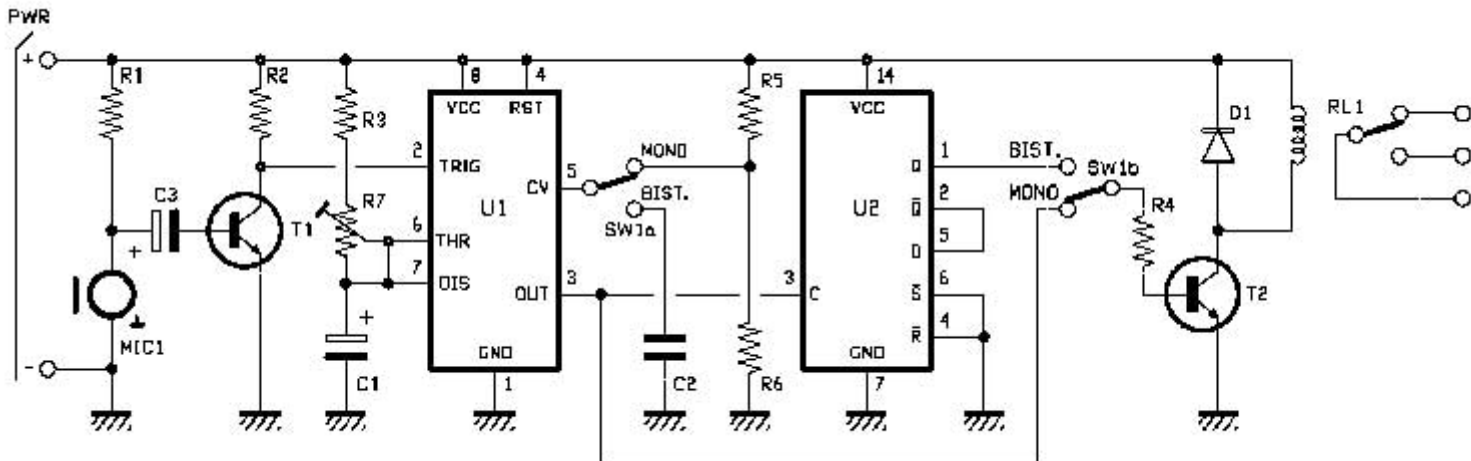 PWR
+
R1
R2
R3
8
4
VCC
RST
2
TRIG
C3
+
T1
R7
6
THR
7
DIS
5
CV
U1
3
OUT
GND
1
MIC1
-
+
C1
MONO
BIST.
SW1a
C2
R5
R6
14
VCC
1
Q
2
Q̅
5
D
U2
3
C
6
S̅
4
R̅
GND
7
BIST.
MONO
SW1b
R4
T2
D1
RL1